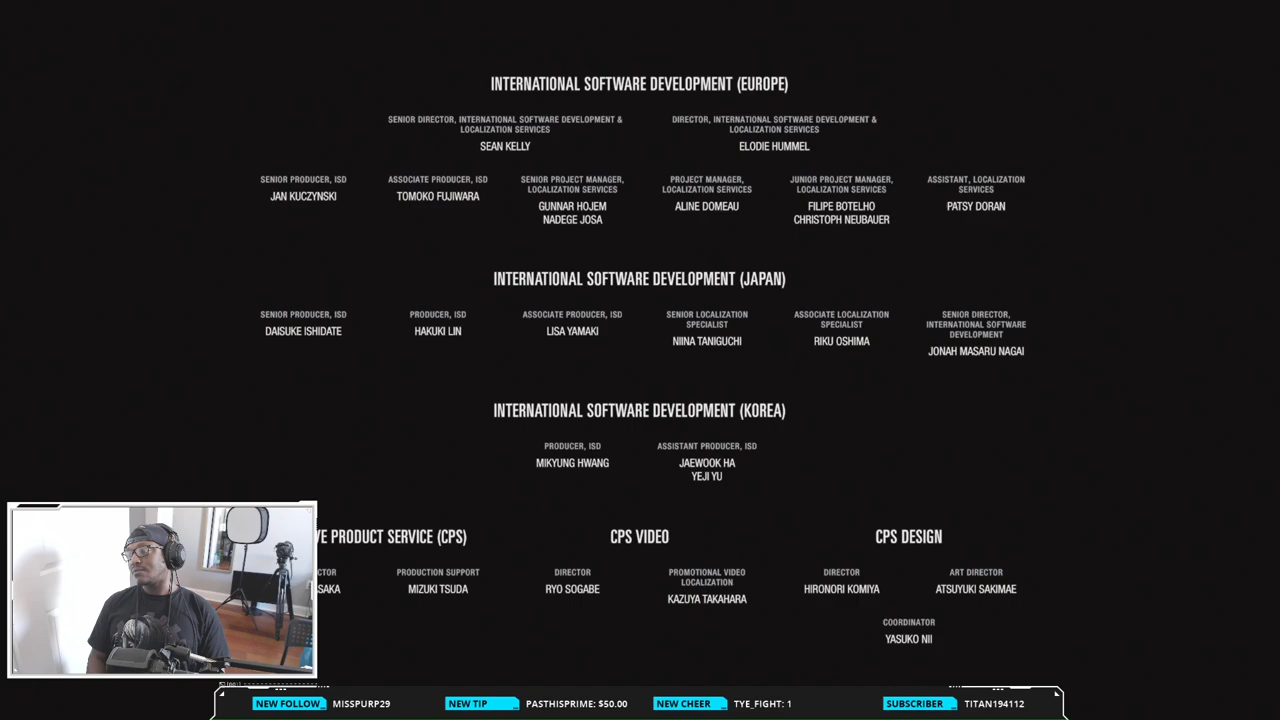 INTERNATIONAL SOFTWARE DEVELOPMENT (EUROPE)
SENIOR DIRECTOR, INTERNATIONAL SOFTWARE DEVELOPMENT &
LOCALIZATION SERVICES
SEAN KELLY
DIRECTOR, INTERNATIONAL SOFTWARE DEVELOPMENT &
LOCALIZATION SERVICES
ELODIE HUMMEL
SENIOR PRODUCER, ISD
JAN KUCZYNSKI
ASSOCIATE PRODUCER, ISD
TOMOKO FUJIWARA
SENIOR PROJECT MANAGER,
LOCALIZATION SERVICES
GUNNAR HOJEM
NADEGE JOSA
PROJECT MANAGER,
LOCALIZATION SERVICES
ALINE DOMEAU
JUNIOR PROJECT MANAGER,
LOCALIZATION SERVICES
FILIPE BOTELHO
CHRISTOPH NEUBAUER
ASSISTANT, LOCALIZATION
SERVICES
PATSY DORAN
INTERNATIONAL SOFTWARE DEVELOPMENT (JAPAN)
SENIOR PRODUCER, ISD
DAISUKE ISHIDATE
PRODUCER, ISD
HAKUKI LIN
ASSOCIATE PRODUCER, ISD
LISA YAMAKI
SENIOR LOCALIZATION
SPECIALIST
NIINA TANIGUCHI
ASSOCIATE LOCALIZATION
SPECIALIST
RIKU OSHIMA
SENIOR DIRECTOR,
INTERNATIONAL SOFTWARE
DEVELOPMENT
JONAH MASARU NAGAI
INTERNATIONAL SOFTWARE DEVELOPMENT (KOREA)
PRODUCER, ISD
MIKYUNG HWANG
ASSISTANT PRODUCER, ISD
JAEWOOK HA
YEJI YU
VE PRODUCT SERVICE (CPS)
CTOR
SAKA
PRODUCTION SUPPORT
MIZUKI TSUDA
CPS VIDEO
DIRECTOR
RYO SOGABE
PROMOTIONAL VIDEO
LOCALIZATION
KAZUYA TAKAHARA
CPS DESIGN
DIRECTOR
HIRONORI KOMIYA
ART DIRECTOR
ATSUYUKI SAKIMAE
COORDINATOR
YASUKO NII
NEW FOLLOW MISSPURP29
NEW TIP PASTHISPRIME: $50.00
NEW CHEER TYE_FIGHT: 1
SUBSCRIBER TITAN194112